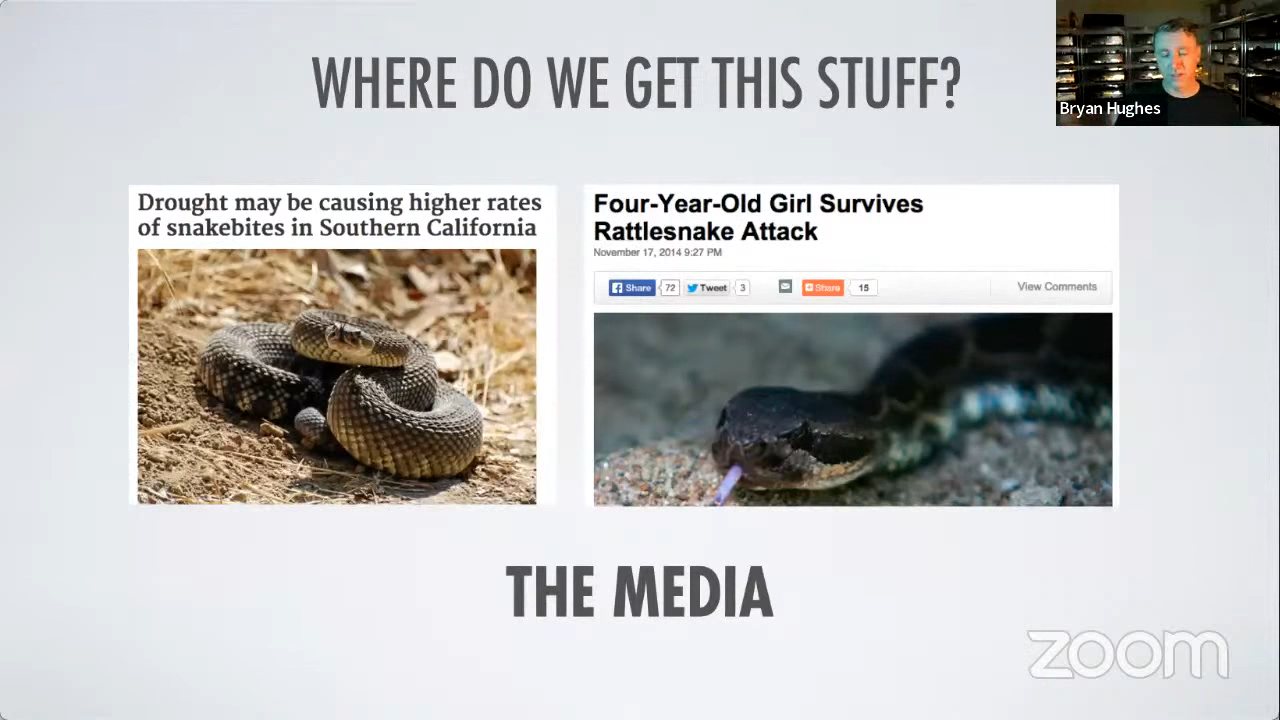 WHERE DO WE GET THIS STUFF?
Bryan Hughes
Drought may be causing higher rates
of snakebites in Southern California
Four-Year-Old Girl Survives
Rattlesnake Attack
November 17, 2014 9:27 PM
Share 72 Tweet 3 Share 15 View Comments
THE MEDIA
zoom